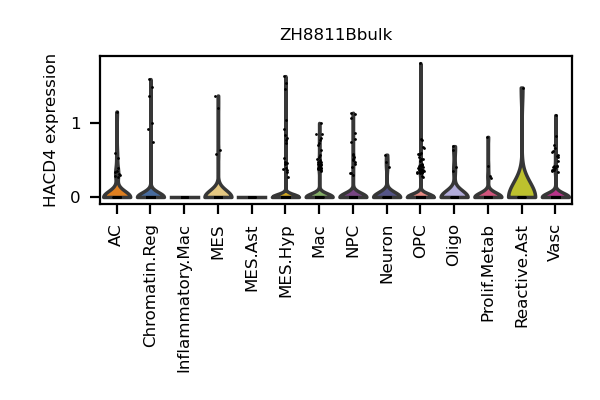 ZH8811Bbulk
HACD4 expression
1
0
AC
Chromatin.Reg
Inflammatory.Mac
MES
MES.Ast
MES.Hyp
Mac
NPC
Neuron
OPC
Oligo
Prolif.Metab
Reactive.Ast
Vasc